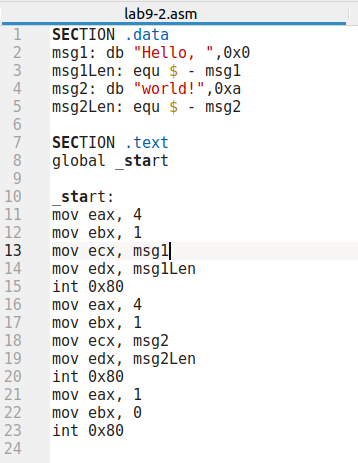 lab9-2.asm
1 SECTION .data
2 msg1: db "Hello, ",0x0
3 msg1Len: equ $ - msg1
4 msg2: db "world!",0xa
5 msg2Len: equ $ - msg2
6
7 SECTION .text
8 global _start
9
10 _start:
11 mov eax, 4
12 mov ebx, 1
13 mov ecx, msg1
14 mov edx, msg1Len
15 int 0x80
16 mov eax, 4
17 mov ebx, 1
18 mov ecx, msg2
19 mov edx, msg2Len
20 int 0x80
21 mov eax, 1
22 mov ebx, 0
23 int 0x80
24